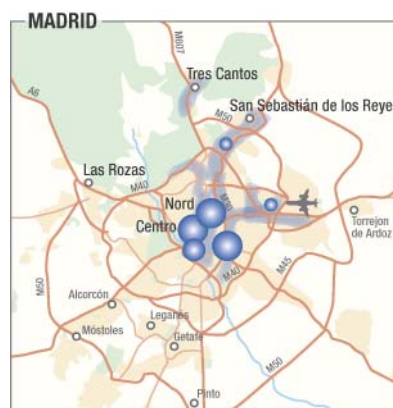 MADRID
M607
Tres Cantos
San Sebastián de los Reye
M50
A6
Las Rozas
M40
Nord
M30
Centro
Torrejon
de Ardoz
M40
M45
M50
Alcorcón
Leganes
Móstoles
Getafe
M50
Pinto